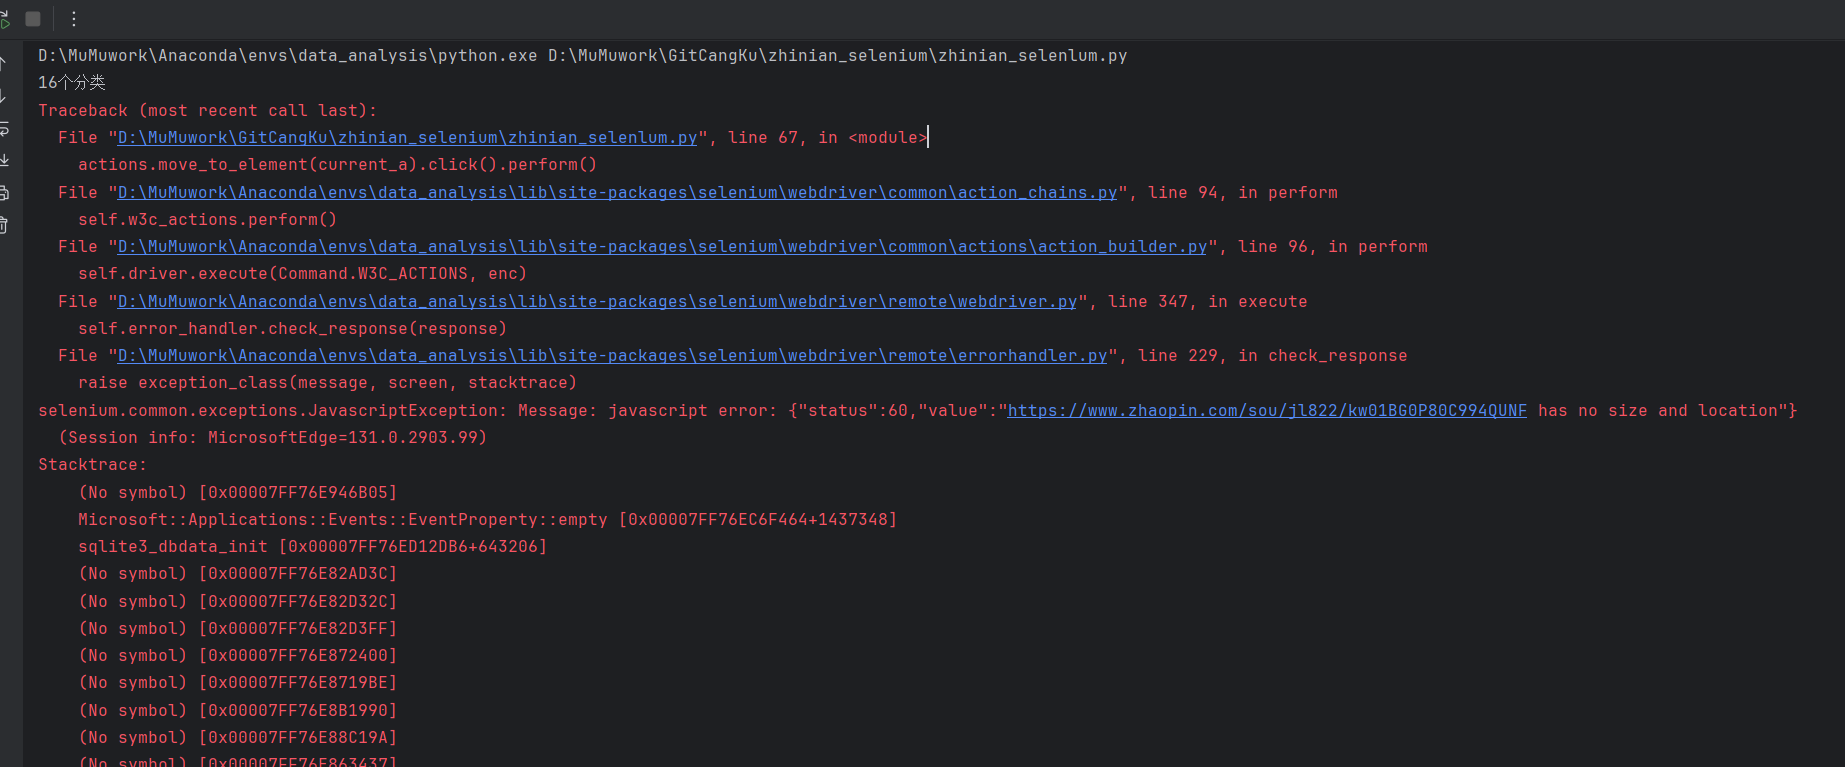 D:\MuMuwork\Anaconda\envs\data_analysis\python.exe D:\MuMuwork\GitCangKu\zhinian_selenium\zhinian_selenlum.py
16个分类
Traceback (most recent call last):
  File "D:\MuMuwork\GitCangKu\zhinian_selenium\zhinian_selenlum.py", line 67, in <module>
    actions.move_to_element(current_a).click().perform()
  File "D:\MuMuwork\Anaconda\envs\data_analysis\lib\site-packages\selenium\webdriver\common\action_chains.py", line 94, in perform
    self.w3c_actions.perform()
  File "D:\MuMuwork\Anaconda\envs\data_analysis\lib\site-packages\selenium\webdriver\common\actions\action_builder.py", line 96, in perform
    self.driver.execute(Command.W3C_ACTIONS, enc)
  File "D:\MuMuwork\Anaconda\envs\data_analysis\lib\site-packages\selenium\webdriver\remote\webdriver.py", line 347, in execute
    self.error_handler.check_response(response)
  File "D:\MuMuwork\Anaconda\envs\data_analysis\lib\site-packages\selenium\webdriver\remote\errorhandler.py", line 229, in check_response
    raise exception_class(message, screen, stacktrace)
selenium.common.exceptions.JavascriptException: Message: javascript error: {"status":60,"value":"https://www.zhaopin.com/sou/jl822/kw01BG0P80C994QUNF has no size and location"}
  (Session info: MicrosoftEdge=131.0.2903.99)
Stacktrace:
    (No symbol) [0x00007FF76E946B05]
    Microsoft::Applications::Events::EventProperty::empty [0x00007FF76EC6F464+1437348]
    sqlite3_dbdata_init [0x00007FF76ED12DB6+643206]
    (No symbol) [0x00007FF76E82AD3C]
    (No symbol) [0x00007FF76E82D32C]
    (No symbol) [0x00007FF76E82D3FF]
    (No symbol) [0x00007FF76E872400]
    (No symbol) [0x00007FF76E8719BE]
    (No symbol) [0x00007FF76E8B1990]
    (No symbol) [0x00007FF76E88C19A]
    (No symbol) [0x00007FF76E863437]